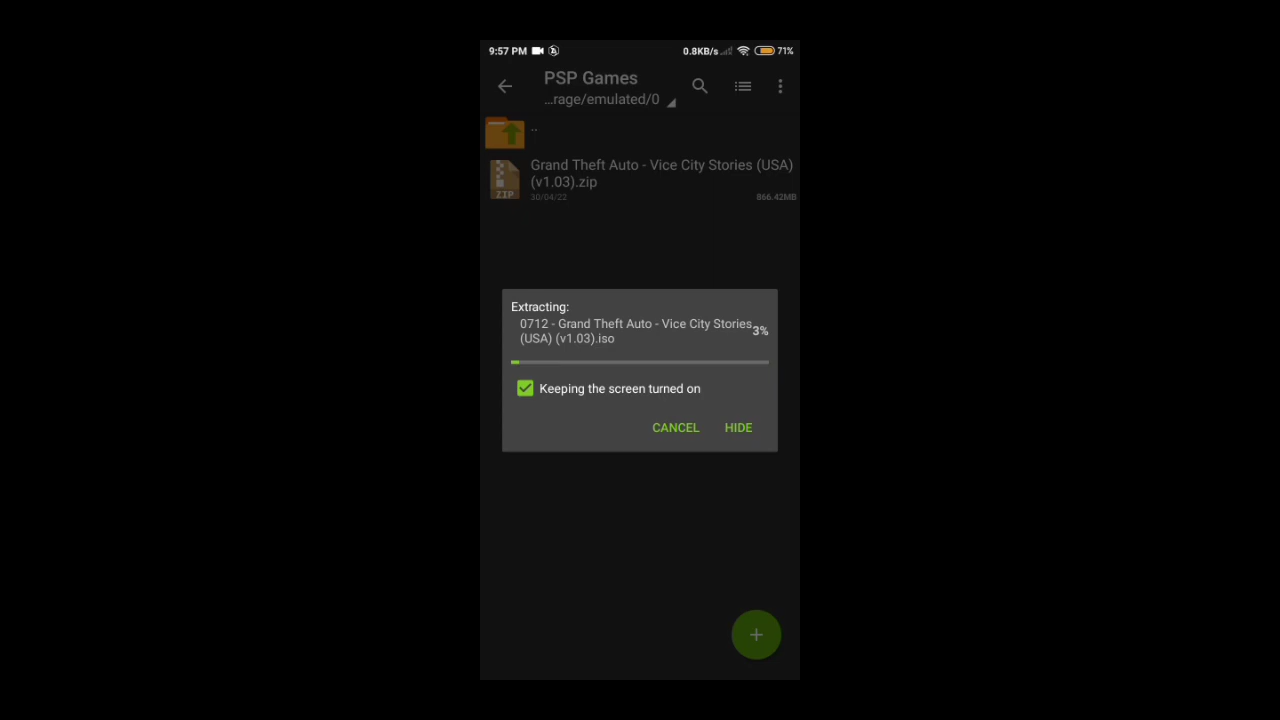 9:57 PM 0.8KB/s 71%
PSP Games
...rage/emulated/0
..
Grand Theft Auto - Vice City Stories (USA)
(v1.03).zip
ZIP
30/04/22 866.42MB
Extracting:
0712 - Grand Theft Auto - Vice City Stories
(USA) (v1.03).iso
3%
Keeping the screen turned on
CANCEL HIDE